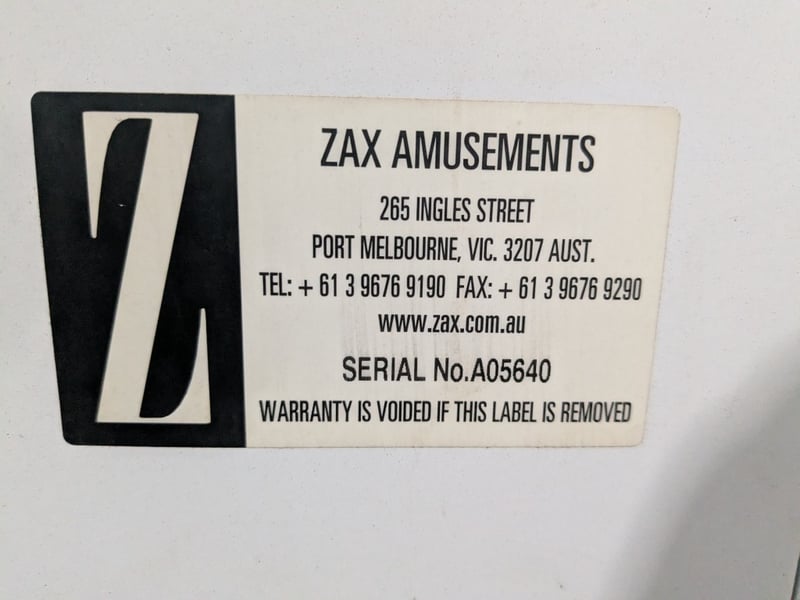 Z
ZAX AMUSEMENTS
265 INGLES STREET
PORT MELBOURNE, VIC. 3207 AUST.
TEL: + 61 3 9676 9190 FAX: + 61 3 9676 9290
www.zax.com.au
SERIAL No.A05640
WARRANTY IS VOIDED IF THIS LABEL IS REMOVED